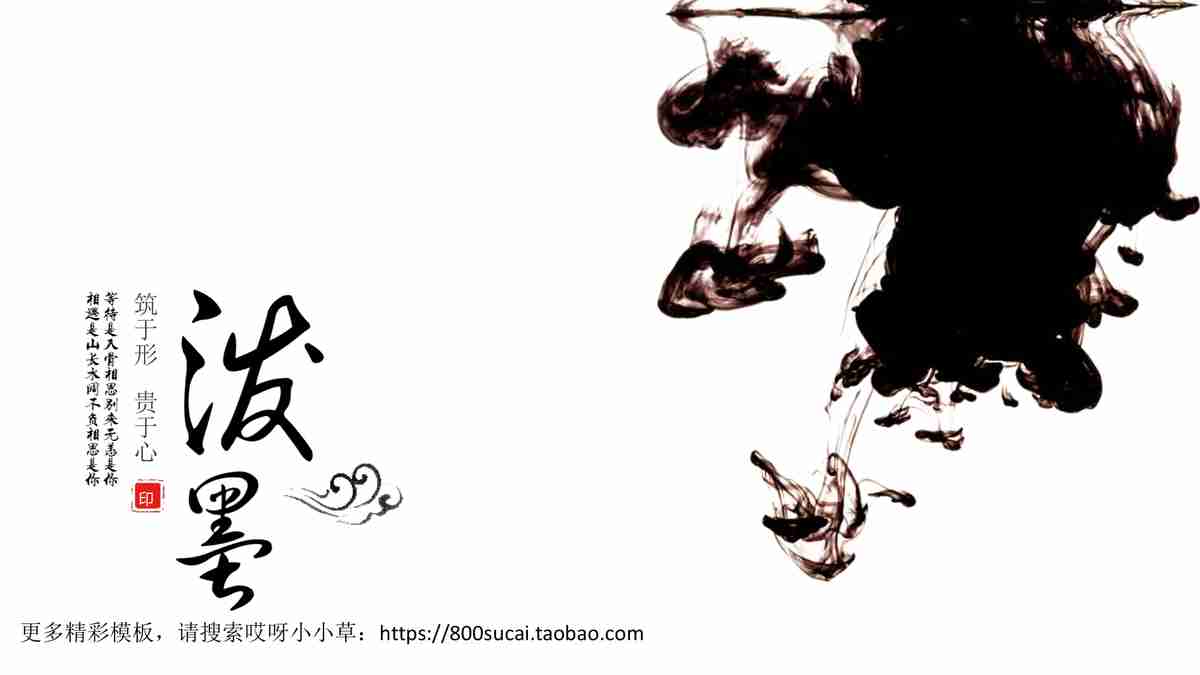 泼墨
筑于形 贵于心
印
等待是天青相思别来无恙是你
相遇是山长水阔不负相思是你
更多精彩模板，请搜索哎呀小小草：https://800sucai.taobao.com